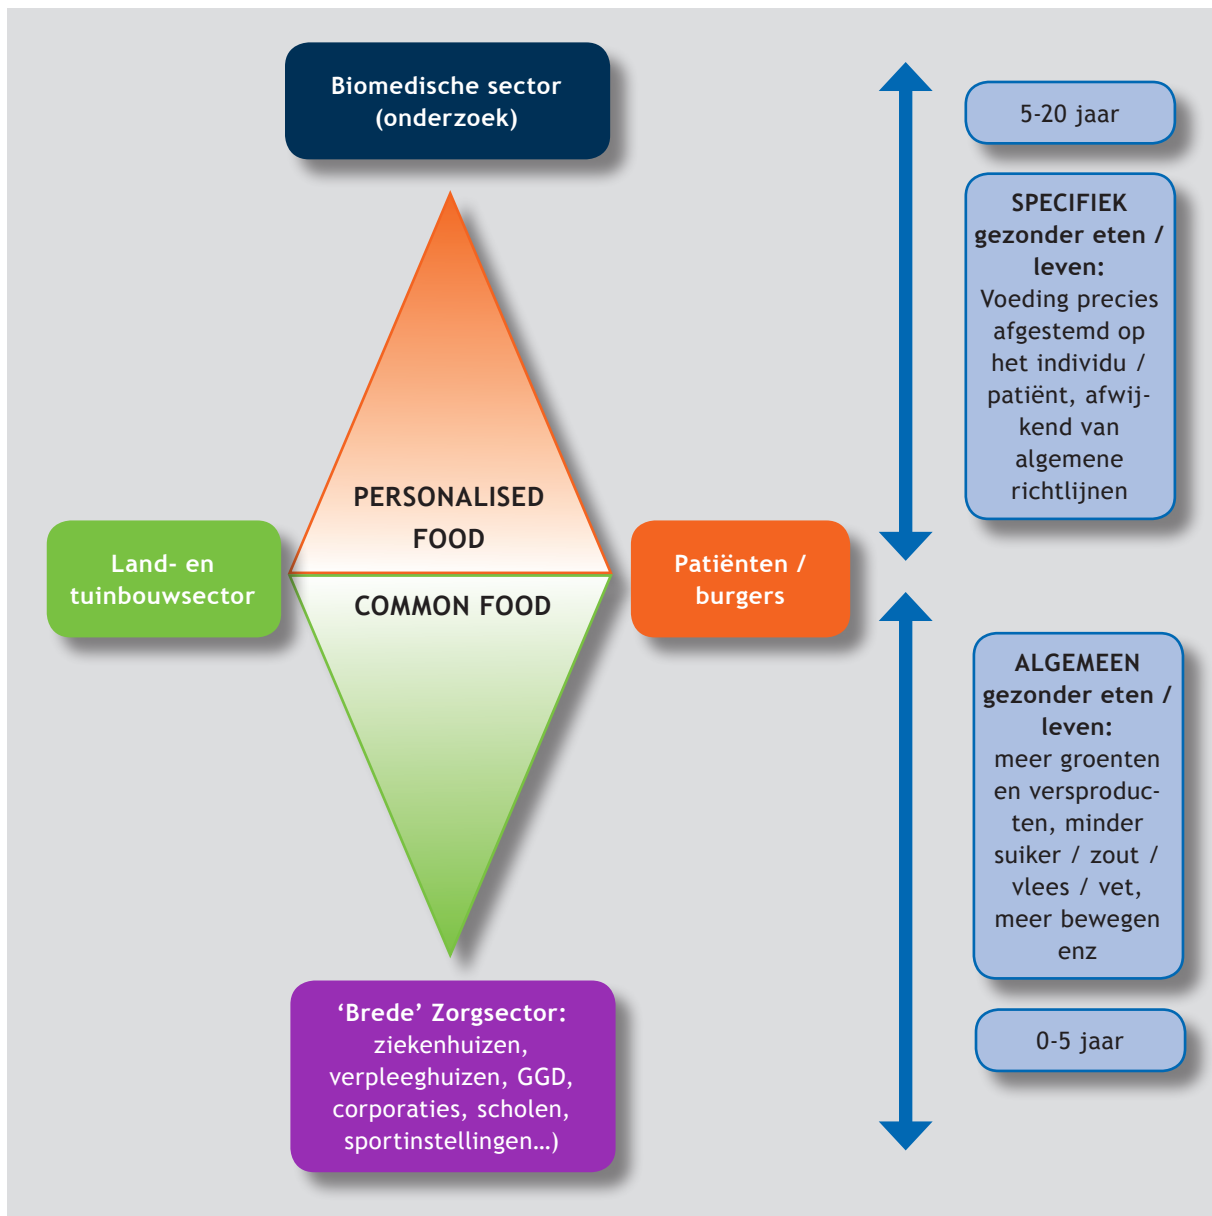 Biomedische sector
(onderzoek)
5-20 jaar
SPECIFIEK
gezonder eten /
leven:
Voeding precies
afgestemd op
het individu /
patiënt, afwij-
kend van
algemene
richtlijnen
PERSONALISED
FOOD
Land- en
tuinbouwsector
Patiënten /
burgers
COMMON FOOD
ALGEMEEN
gezonder eten /
leven:
meer groenten
en versproduc-
ten, minder
suiker / zout /
vlees / vet,
meer bewegen
enz
‘Brede’ Zorgsector:
ziekenhuizen,
verpleeghuizen, GGD,
corporaties, scholen,
sportinstellingen…)
0-5 jaar